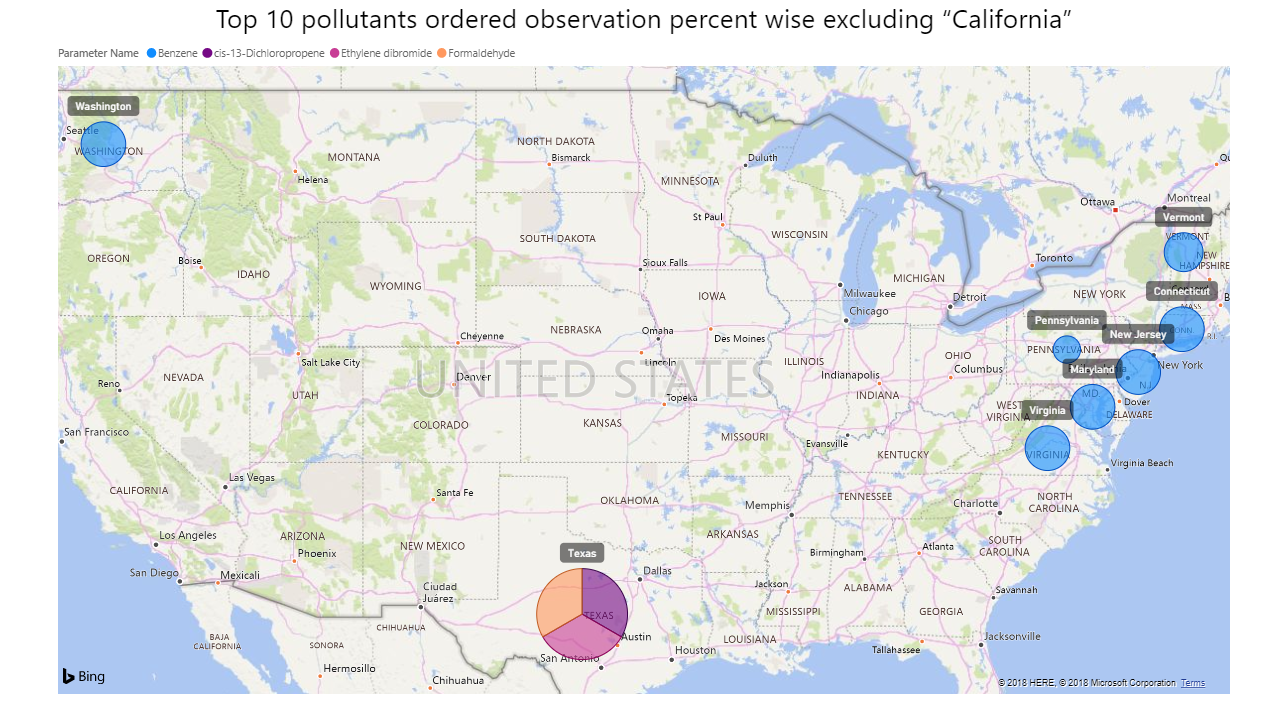 Top 10 pollutants ordered observation percent wise excluding “California”
Parameter Name Benzene cis-13-Dichloropropene Ethylene dibromide Formaldehyde
Washington
Seattle
WASHINGTON
MONTANA
Helena
NORTH DAKOTA
Bismarck
Duluth
MINNESOTA
St Paul
WISCONSIN
SOUTH DAKOTA
Sioux Falls
OREGON
Boise
IDAHO
WYOMING
IOWA
MICHIGAN
Milwaukee
Chicago
Detroit
Toronto
Ottawa
Montreal
Vermont
VERMONT
NEW
HAMPSHIRE
Connecticut
MASS
NEW YORK
CONN
R.I.
Pennsylvania
PENNSYLVANIA
New Jersey
New York
NJ
Maryland
MD
Dover
DELAWARE
Virginia
WEST
VIRGINIA
VIRGINIA
Virginia Beach
Cheyenne
NEBRASKA
Omaha
Lincoln
Des Moines
ILLINOIS
Indianapolis
INDIANA
OHIO
Columbus
Salt Lake City
NEVADA
Reno
UTAH
Denver
UNITED STATES
COLORADO
Topeka
KANSAS
MISSOURI
Evansville
KENTUCKY
San Francisco
CALIFORNIA
Las Vegas
Santa Fe
OKLAHOMA
Memphis
TENNESSEE
Charlotte
NORTH
CAROLINA
Los Angeles
ARIZONA
Phoenix
NEW MEXICO
ARKANSAS
Birmingham
Atlanta
SOUTH
CAROLINA
San Diego
Mexicali
Ciudad
Juárez
Texas
TEXAS
Dallas
Jackson
MISSISSIPPI
ALABAMA
GEORGIA
Savannah
BAJA
CALIFORNIA
SONORA
CHIHUAHUA
Hermosillo
Chihuahua
Austin
San Antonio
Houston
LOUISIANA
Tallahassee
Jacksonville
Bing
© 2018 HERE, © 2018 Microsoft Corporation Terms